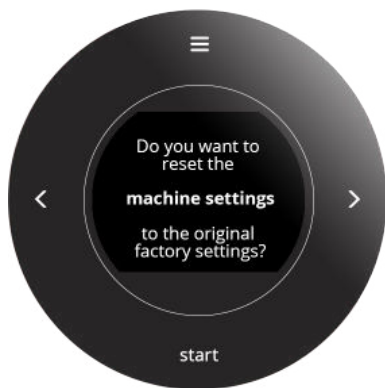 Do you want to
reset the
machine settings
to the original
factory settings?
start